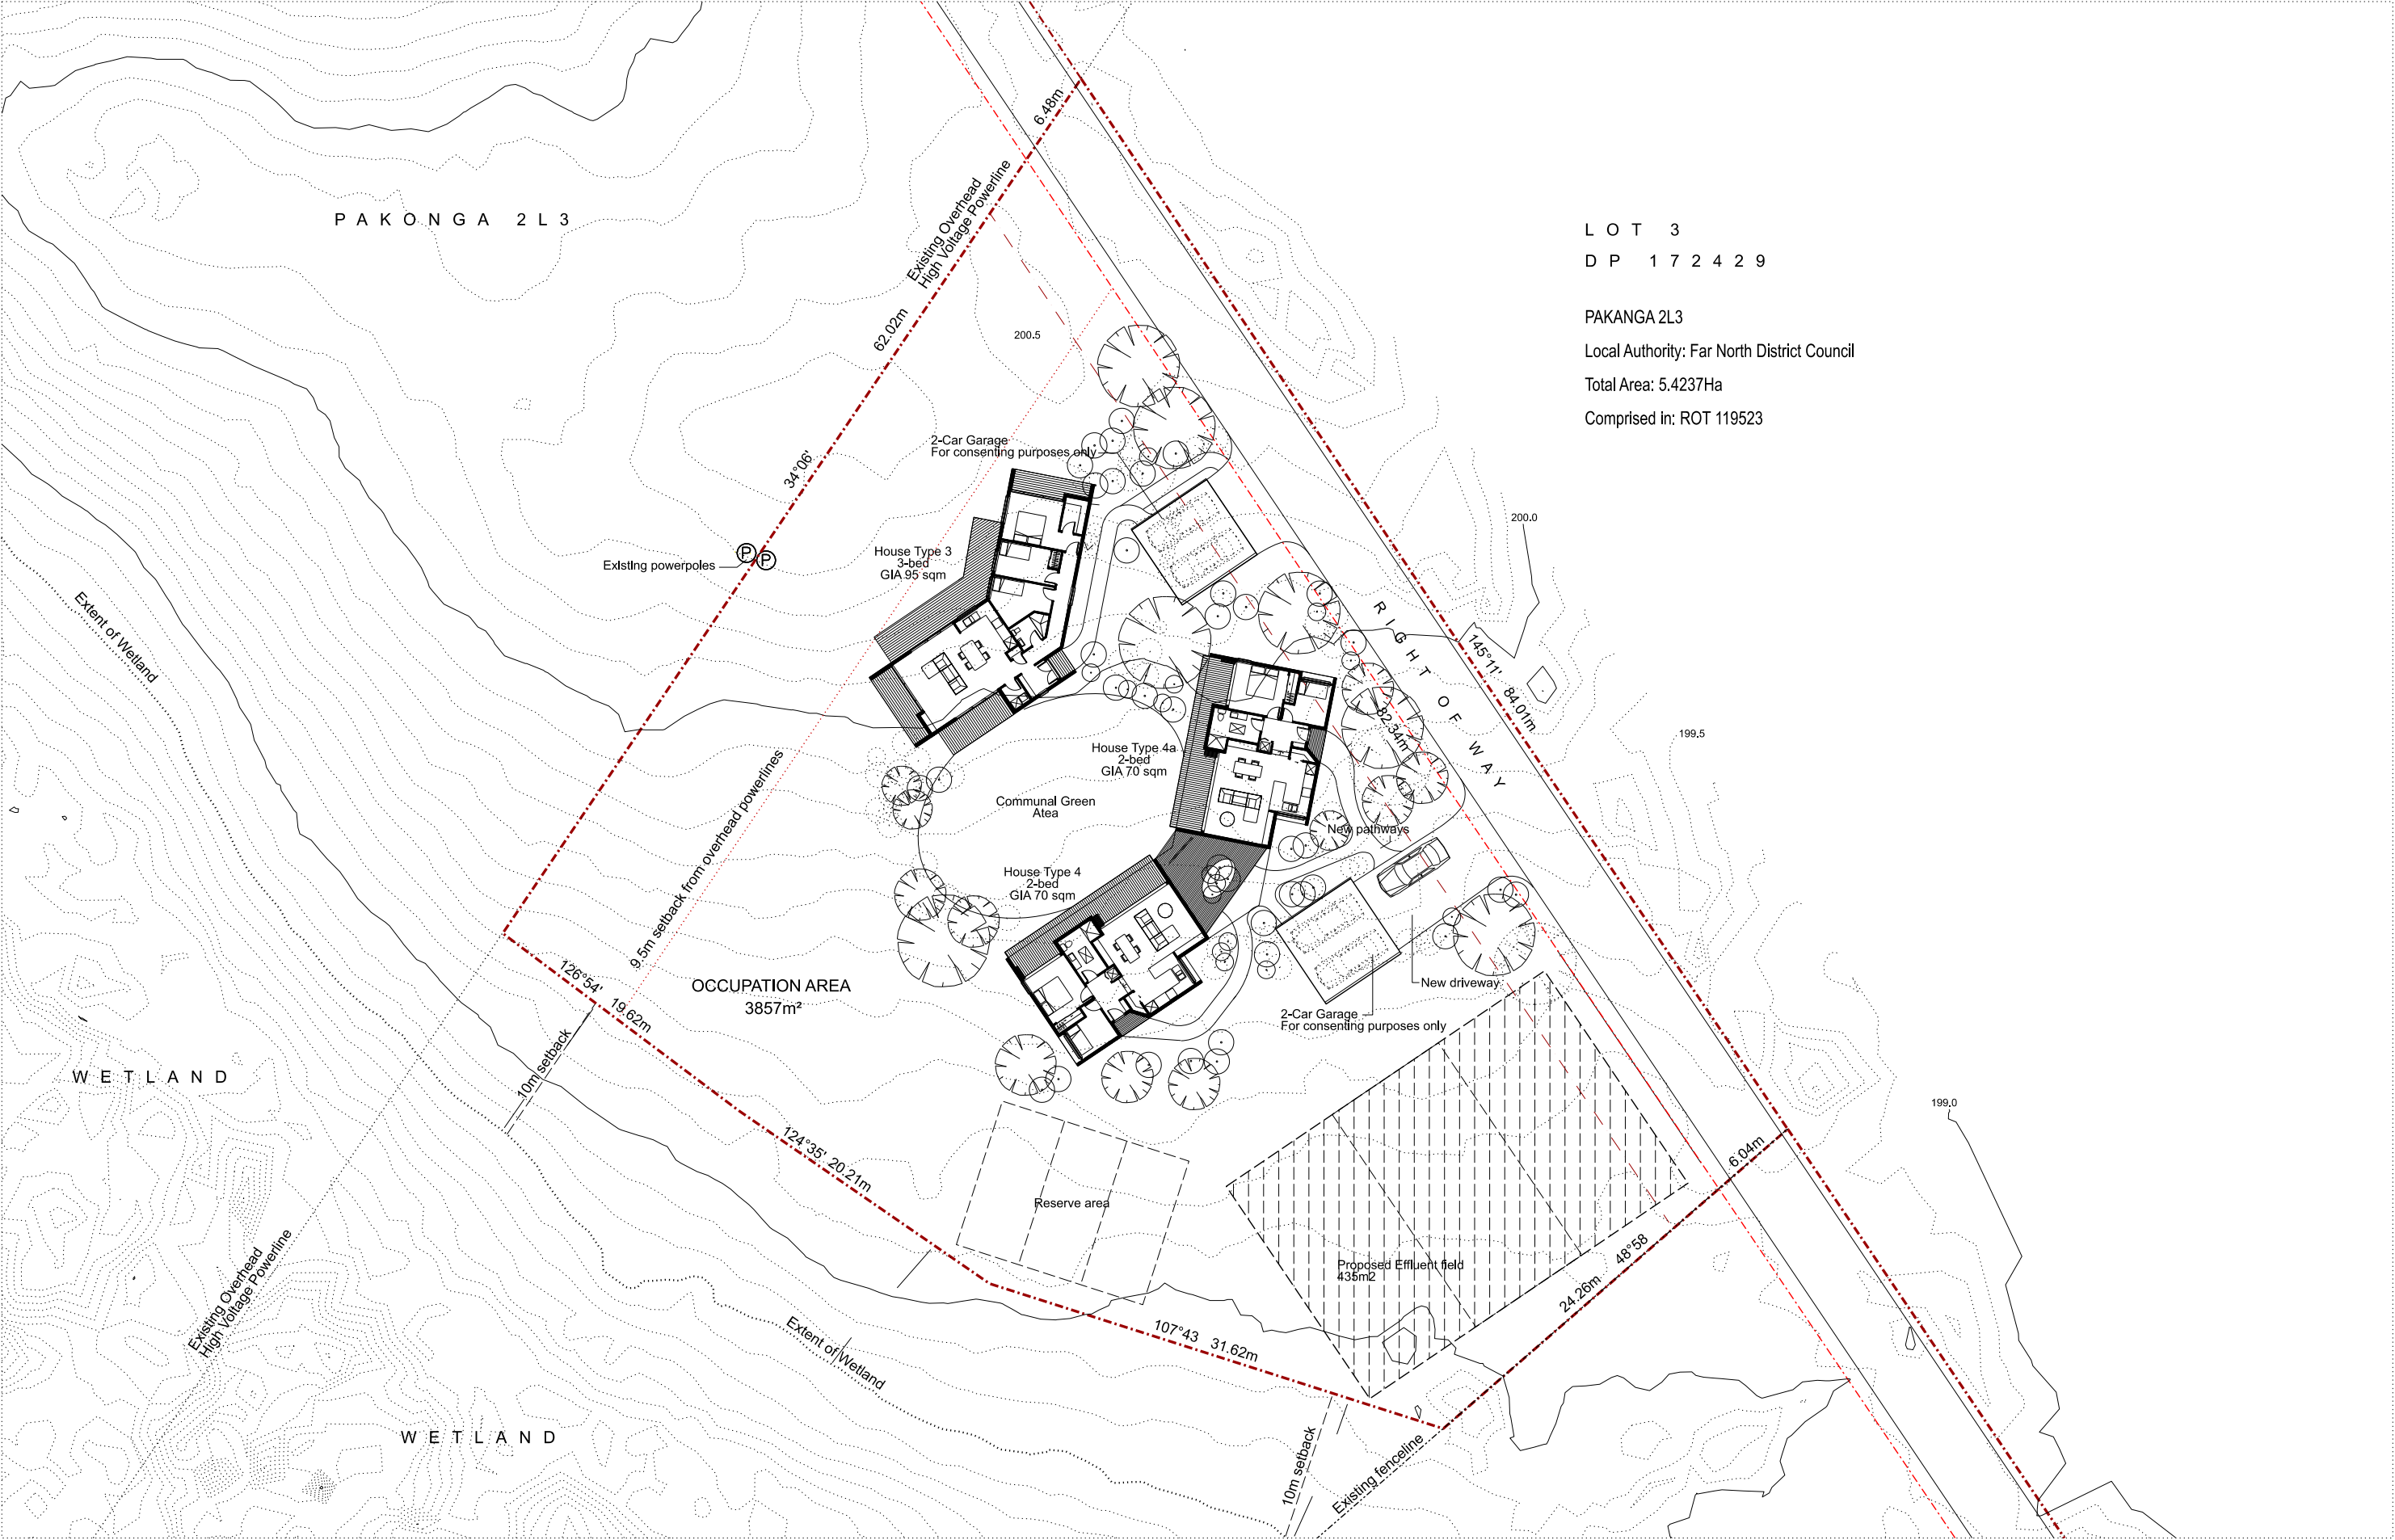 6.48m
PAKONGA 2L3
Existing Overhead
High Voltage Powerline
LOT 3
DP 172429
PAKANGA 2L3
Local Authority: Far North District Council
Total Area: 5.4237Ha
Comprised in: ROT 119523
62.02m
200.5
2-Car Garage
For consenting purposes only
34°06'
200.0
House Type 3
3-bed
GIA 95 sqm
Existing powerpoles
P
P
Extent of Wetland
RIGHT OF WAY
145°11' 84.01m
82.34m
199.5
House Type 4a
2-bed
GIA 70 sqm
Communal Green
Atea
New pathways
9.5m setback from overhead powerlines
House Type 4
2-bed
GIA 70 sqm
126°54' 19.62m
OCCUPATION AREA
3857m²
New driveway
2-Car Garage
For consenting purposes only
10m setback
WETLAND
199.0
124°35' 20.21m
6.04m
Reserve area
Existing Overhead
High Voltage Powerline
Proposed Effluent field
435m2
24.26m 48°58
107°43 31.62m
Extent of Wetland
WETLAND
10m setback
Existing fenceline